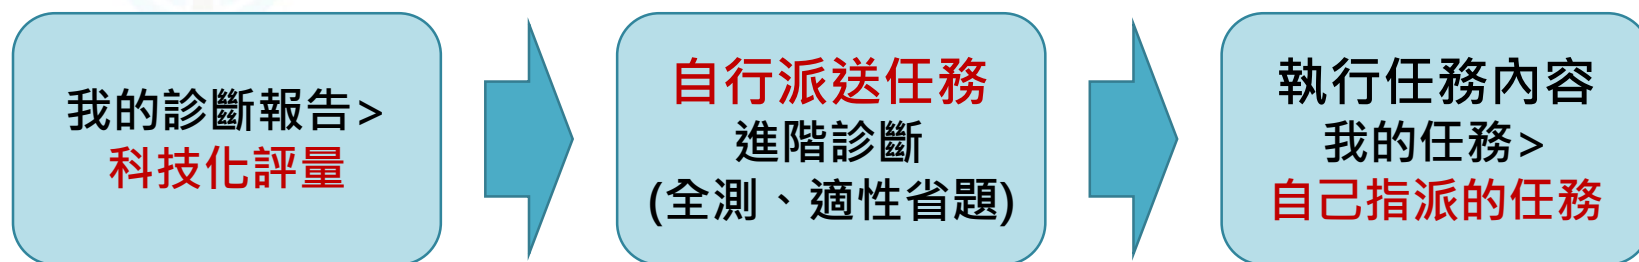 我的診斷報告>
科技化評量
自行派送任務
進階診斷
(全測、適性省題)
執行任務內容
我的任務>
自己指派的任務